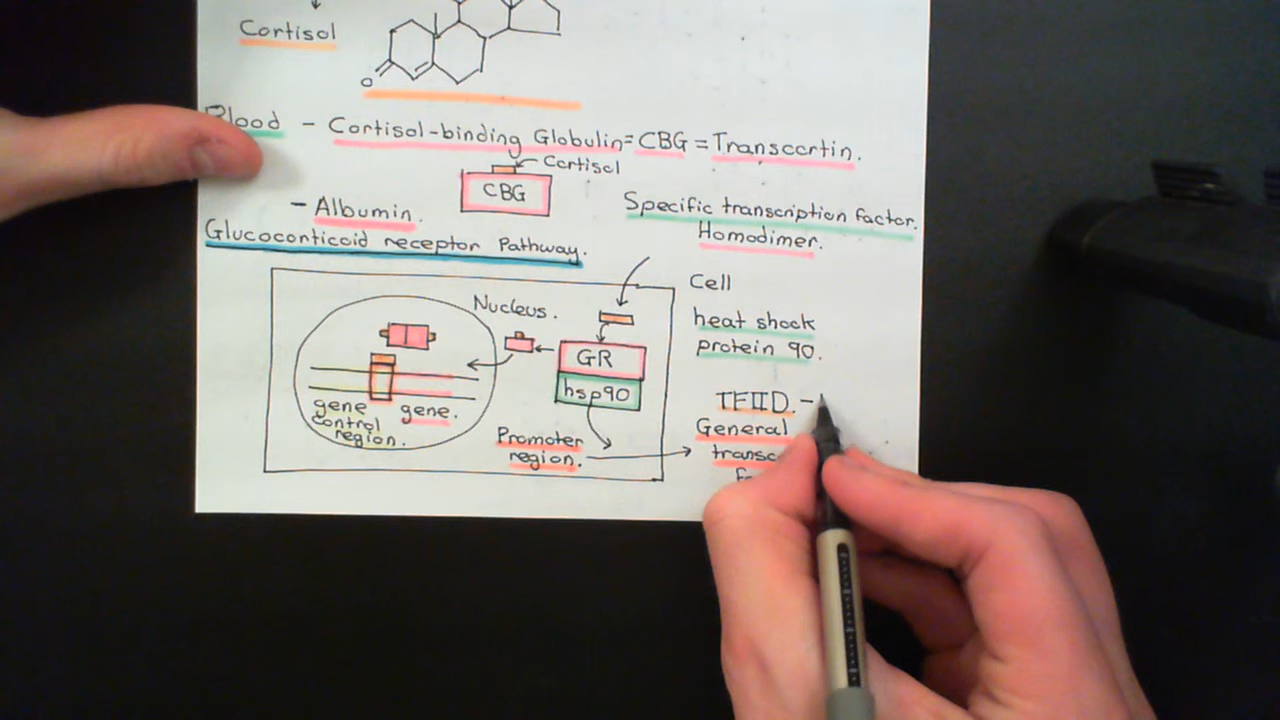 Cortisol
O
Blood - Cortisol-binding Globulin = CBG = Transcortin.
Cortisol
CBG
- Albumin.
Specific transcription factor.
Homodimer.
Glucocorticoid receptor Pathway.
Cell
Nucleus.
heat shock
protein 90.
GR
hsp90
gene control region.
gene.
Promoter
region.
TFIID. -
General